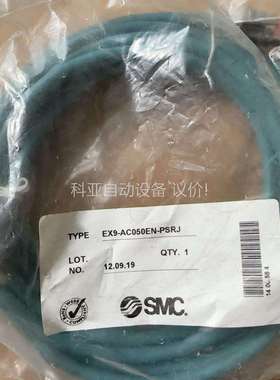 科亚自动设备 议价!
TYPE EX9-AC050EN-PSRJ
LOT. QTY. 1
NO. 12.09.19
SMC